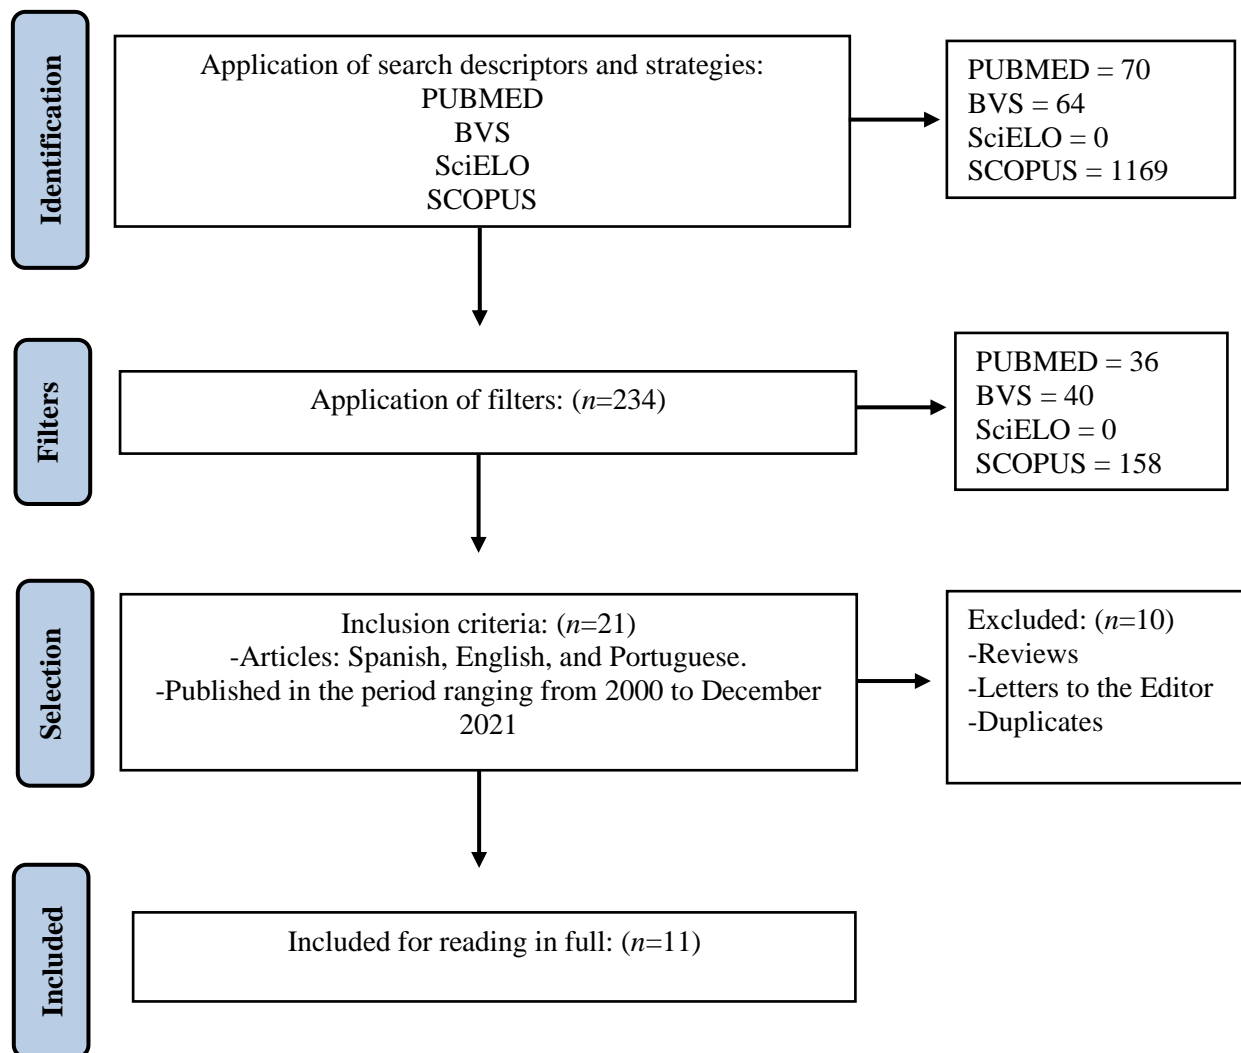 Identification
Application of search descriptors and strategies:
PUBMED
BVS
SciELO
SCOPUS
PUBMED = 70
BVS = 64
SciELO = 0
SCOPUS = 1169
Filters
Application of filters: (n=234)
PUBMED = 36
BVS = 40
SciELO = 0
SCOPUS = 158
Selection
Inclusion criteria: (n=21)
-Articles: Spanish, English, and Portuguese.
-Published in the period ranging from 2000 to December
2021
Excluded: (n=10)
-Reviews
-Letters to the Editor
-Duplicates
Included
Included for reading in full: (n=11)